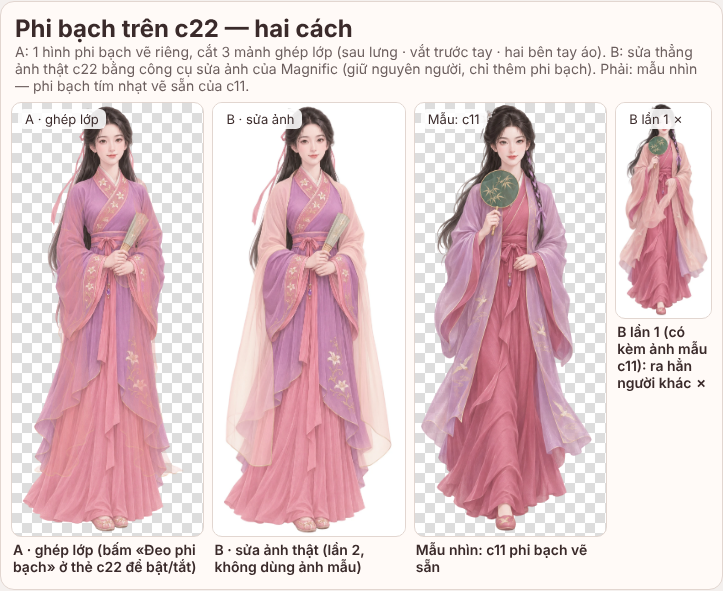 Phi bạch trên c22 — hai cách
A: 1 hình phi bạch vẽ riêng, cắt 3 mảnh ghép lớp (sau lưng · vắt trước tay · hai bên tay áo). B: sửa thẳng
ảnh thật c22 bằng công cụ sửa ảnh của Magnific (giữ nguyên người, chỉ thêm phi bạch). Phải: mẫu nhìn
— phi bạch tím nhạt vẽ sẵn của c11.
A · ghép lớp
B · sửa ảnh
Mẫu: c11
B lần 1 ×
B lần 1 (có
kèm ảnh mẫu
c11): ra hẳn
người khác ×
A · ghép lớp (bấm «Đeo phi
bạch» ở thẻ c22 để bật/tắt)
B · sửa ảnh thật (lần 2,
không dùng ảnh mẫu)
Mẫu nhìn: c11 phi bạch vẽ
sẵn